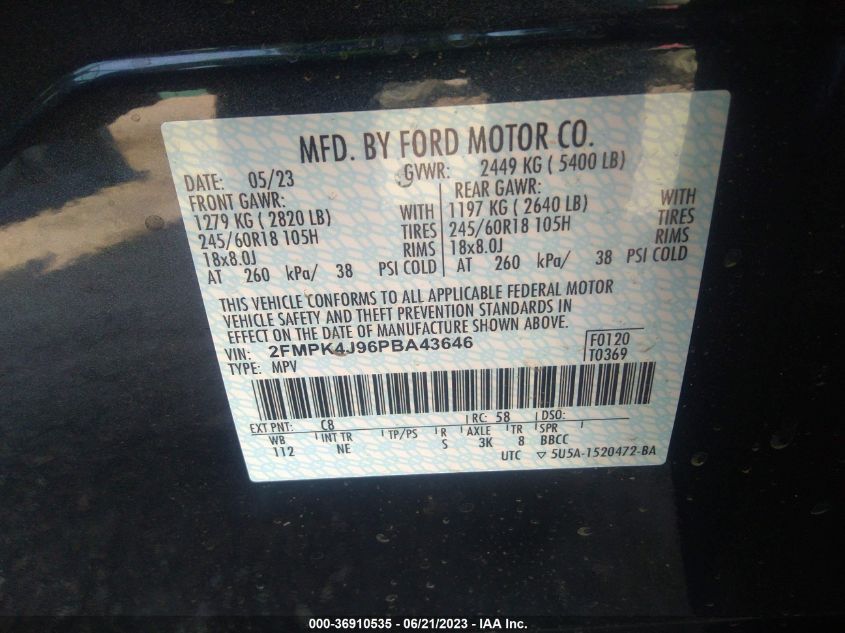 MFD. BY FORD MOTOR CO.
DATE: 05/23 GVWR: 2449 KG ( 5400 LB)
FRONT GAWR: REAR GAWR:
1279 KG ( 2820 LB) WITH 1197 KG ( 2640 LB) WITH
245/60R18 105H TIRES 245/60R18 105H TIRES
18x8.0J RIMS 18x8.0J RIMS
AT 260 kPa/ 38 PSI COLD AT 260 kPa/ 38 PSI COLD
THIS VEHICLE CONFORMS TO ALL APPLICABLE FEDERAL MOTOR
VEHICLE SAFETY AND THEFT PREVENTION STANDARDS IN
EFFECT ON THE DATE OF MANUFACTURE SHOWN ABOVE.
VIN: 2FMPK4J96PBA43646 F0120
TYPE: MPV T0369
EXT PNT: C8 RC: 58 DSO:
WB INT TR TP/PS R AXLE TR SPR
112 NE S 3K 8 BBCC
UTC ▽ 5U5A-1520472-BA
000-36910535 - 06/21/2023 - IAA Inc.